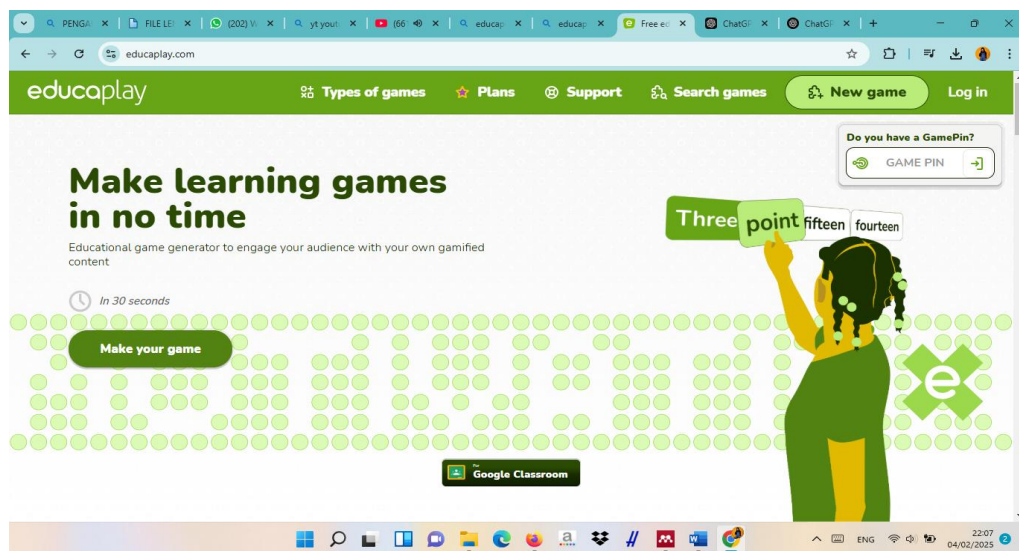 PENGA
FILE LE
(202) W
yt yout
(66
educap
educap
Free ed
ChatGP
ChatGP
educaplay.com
educaplay
Types of games
Plans
Support
Search games
New game
Log in
Do you have a GamePin?
GAME PIN
Make learning games
in no time
Educational game generator to engage your audience with your own gamified
content
In 30 seconds
Make your game
Three point fifteen fourteen
e
For
Google Classroom
ENG
22:07
04/02/2025
2